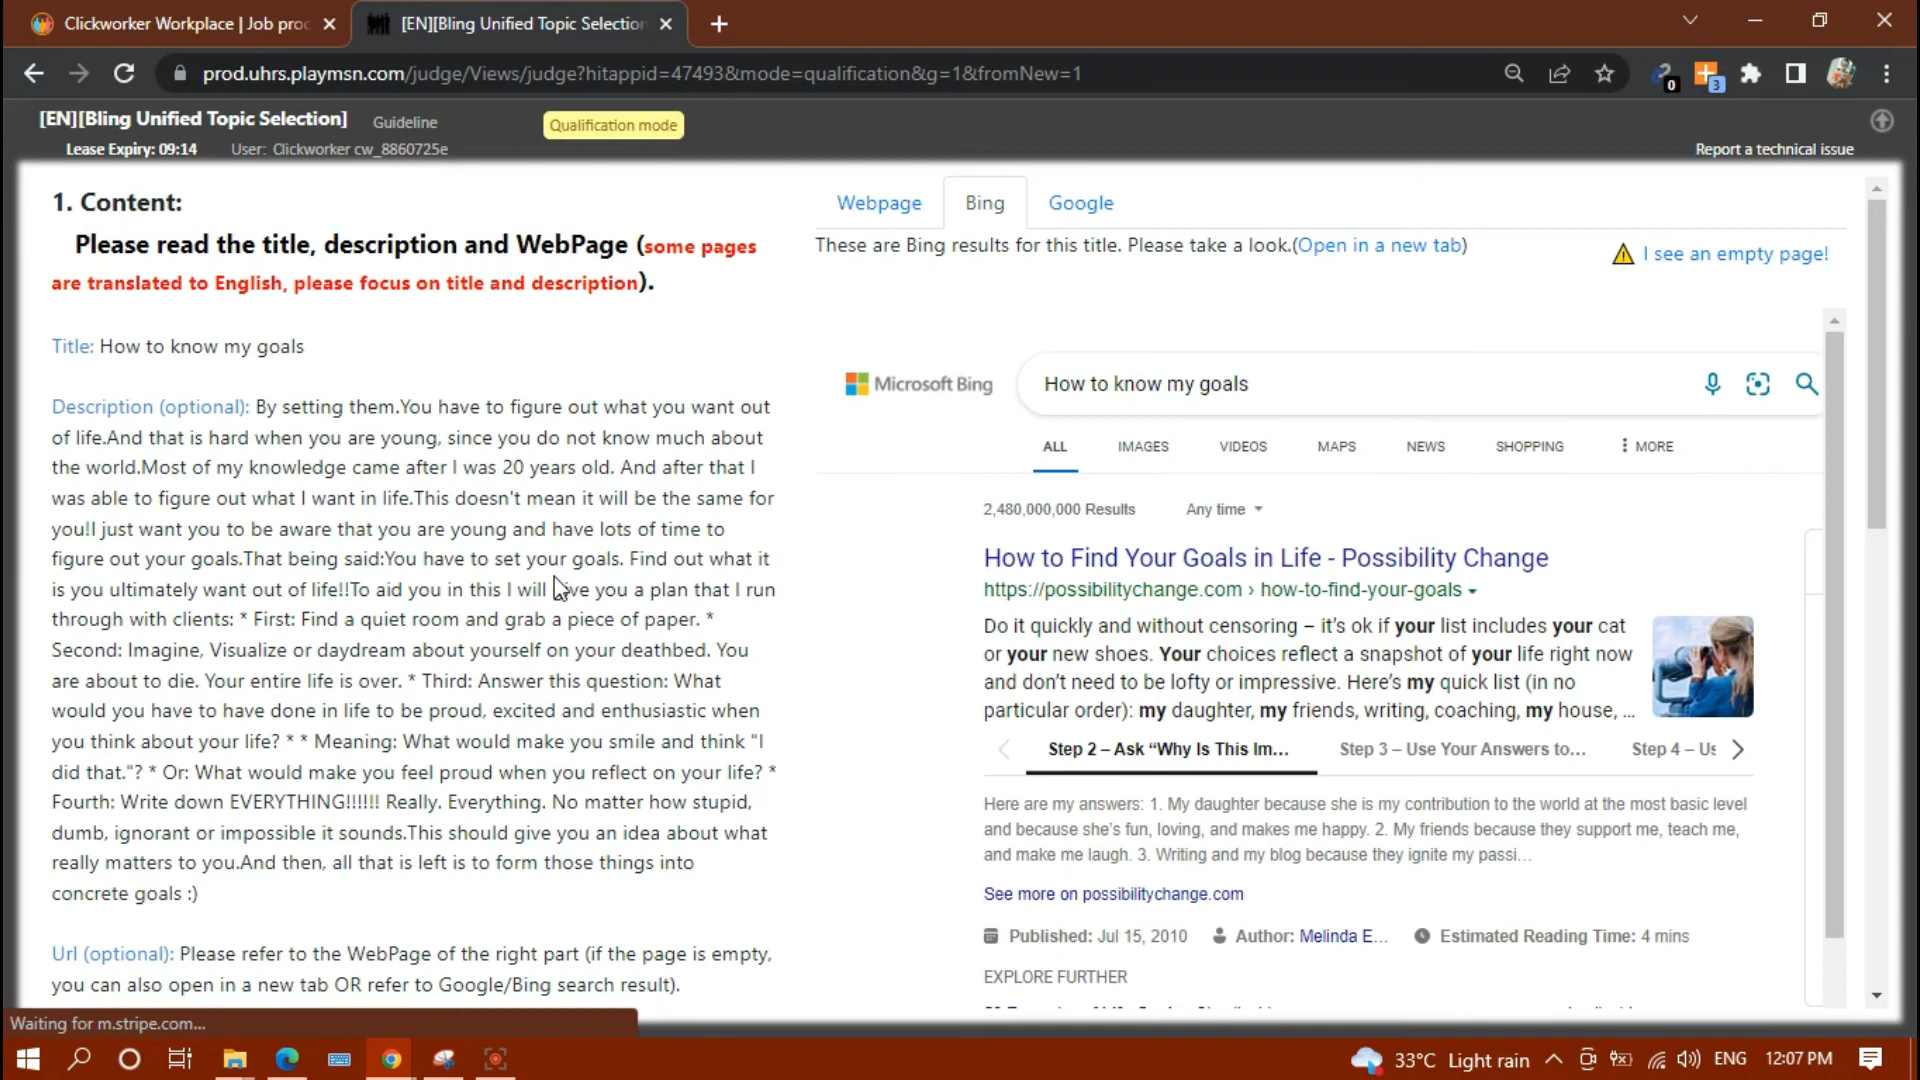 Clickworker Workplace | Job proc
[EN][Bling Unified Topic Selection
prod.uhrs.playmsn.com/judge/Views/judge?hitappid=47493&mode=qualification&g=1&fromNew=1
0
3
[EN][Bling Unified Topic Selection]
Guideline
Qualification mode
Lease Expiry: 09:14
User: Clickworker cw_8860725e
Report a technical issue
1. Content:
Please read the title, description and WebPage (some pages
are translated to English, please focus on title and description).
Title: How to know my goals
Description (optional): By setting them.You have to figure out what you want out
of life.And that is hard when you are young, since you do not know much about
the world.Most of my knowledge came after I was 20 years old. And after that I
was able to figure out what I want in life.This doesn't mean it will be the same for
you!I just want you to be aware that you are young and have lots of time to
figure out your goals.That being said:You have to set your goals. Find out what it
is you ultimately want out of life!!To aid you in this I will give you a plan that I run
through with clients: * First: Find a quiet room and grab a piece of paper. *
Second: Imagine, Visualize or daydream about yourself on your deathbed. You
are about to die. Your entire life is over. * Third: Answer this question: What
would you have to have done in life to be proud, excited and enthusiastic when
you think about your life? * * Meaning: What would make you smile and think "I
did that."? * Or: What would make you feel proud when you reflect on your life? *
Fourth: Write down EVERYTHING!!!!!! Really. Everything. No matter how stupid,
dumb, ignorant or impossible it sounds.This should give you an idea about what
really matters to you.And then, all that is left is to form those things into
concrete goals :)
Url (optional): Please refer to the WebPage of the right part (if the page is empty,
you can also open in a new tab OR refer to Google/Bing search result).
Webpage
Bing
Google
These are Bing results for this title. Please take a look.(Open in a new tab)
I see an empty page!
Microsoft Bing
How to know my goals
ALL
IMAGES
VIDEOS
MAPS
NEWS
SHOPPING
MORE
2,480,000,000 Results
Any time
How to Find Your Goals in Life - Possibility Change
https://possibilitychange.com › how-to-find-your-goals
Do it quickly and without censoring – it's ok if your list includes your cat
or your new shoes. Your choices reflect a snapshot of your life right now
and don't need to be lofty or impressive. Here's my quick list (in no
particular order): my daughter, my friends, writing, coaching, my house, ...
Step 2 – Ask “Why Is This Im...
Step 3 – Use Your Answers to...
Step 4 – Us
Here are my answers: 1. My daughter because she is my contribution to the world at the most basic level
and because she's fun, loving, and makes me happy. 2. My friends because they support me, teach me,
and make me laugh. 3. Writing and my blog because they ignite my passi...
See more on possibilitychange.com
Published: Jul 15, 2010
Author: Melinda E...
Estimated Reading Time: 4 mins
EXPLORE FURTHER
Waiting for m.stripe.com...
33°C Light rain
ENG
12:07 PM